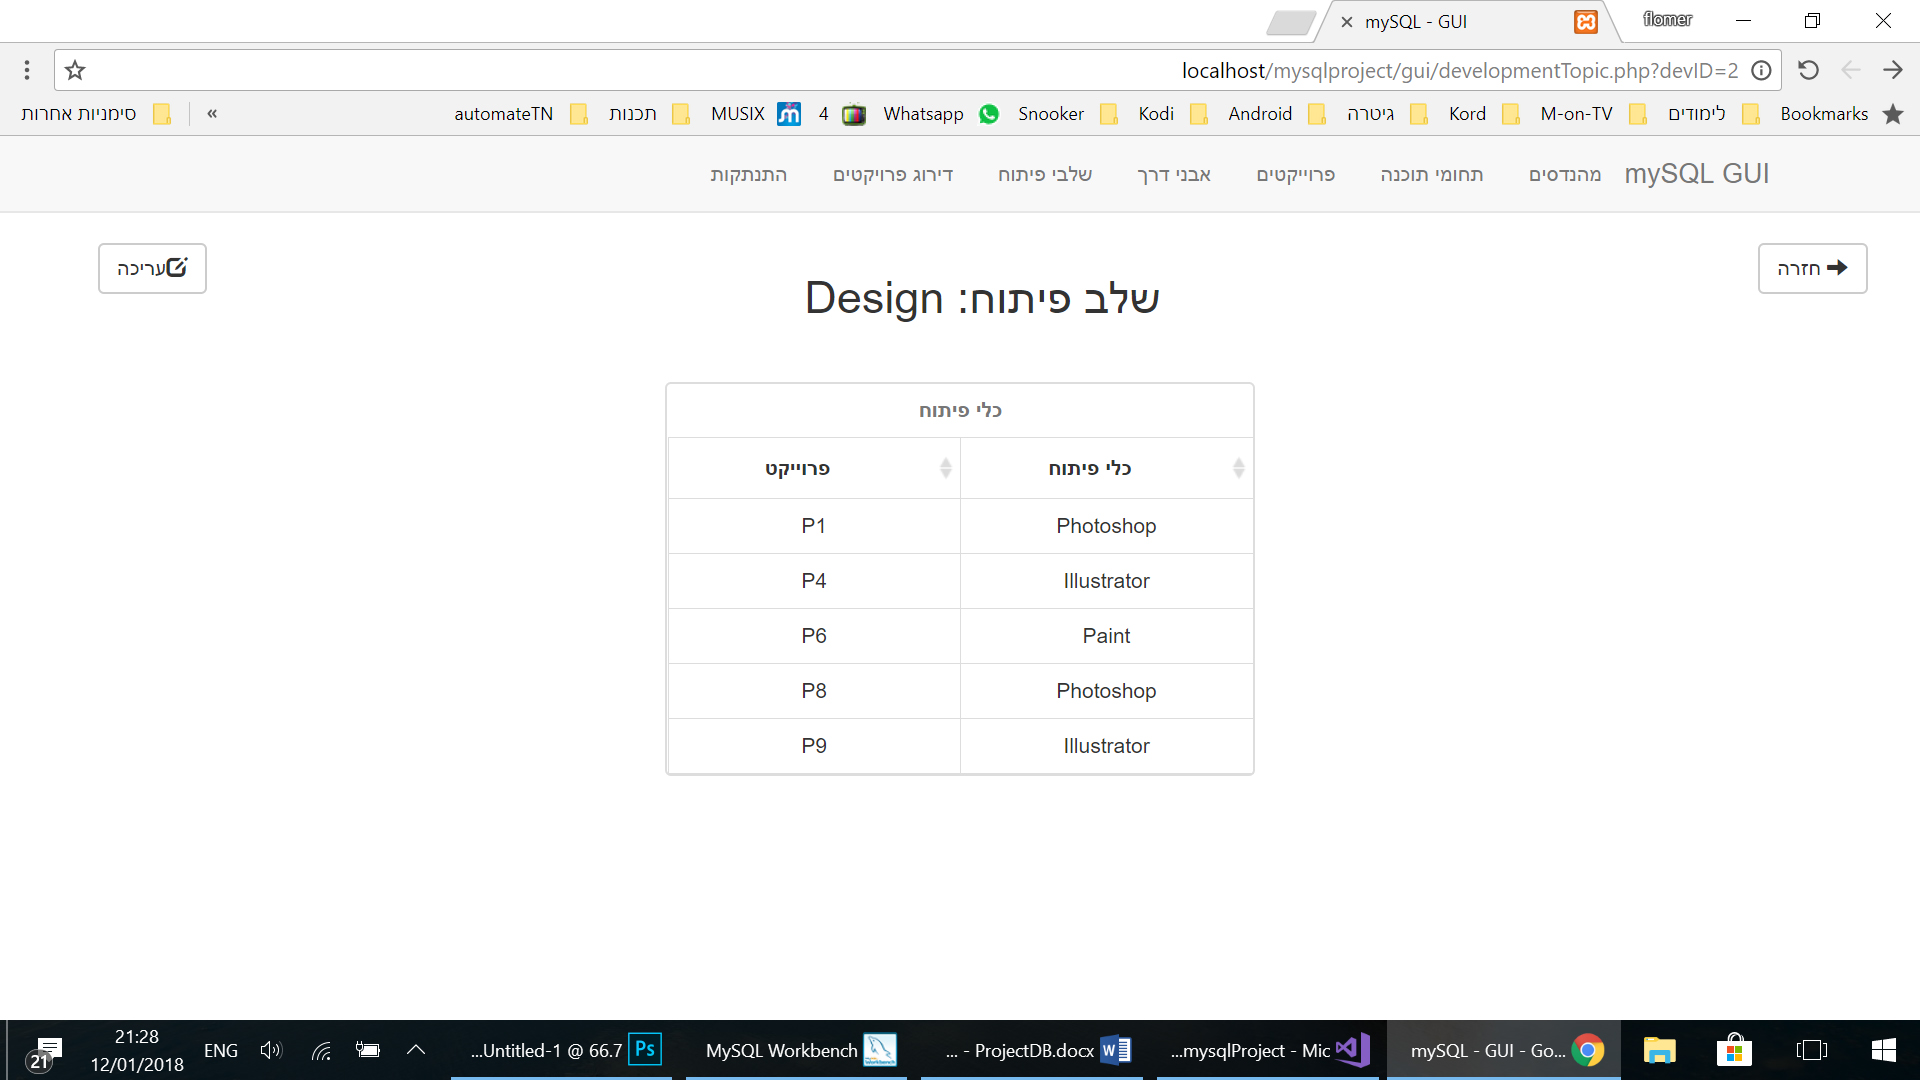 mySQL - GUI
flomer
localhost/mysqlproject/gui/developmentTopic.php?devID=2
Bookmarks לימודים M-on-TV Kord גיטרה Android Kodi Snooker Whatsapp 4 MUSIX תכנות automateTN » סימניות אחרות
mySQL GUI מהנדסים תחומי תוכנה פרוייקטים אבני דרך שלבי פיתוח דירוג פרויקטים התנתקות
חזרה
עריכה
שלב פיתוח: Design
כלי פיתוח
כלי פיתוח פרוייקט
Photoshop P1
Illustrator P4
Paint P6
Photoshop P8
Illustrator P9
mySQL - GUI - Go...
...mysqlProject - Mic
... - ProjectDB.docx
MySQL Workbench
...Untitled-1 @ 66.7 Ps
ENG
21:28
12/01/2018
21